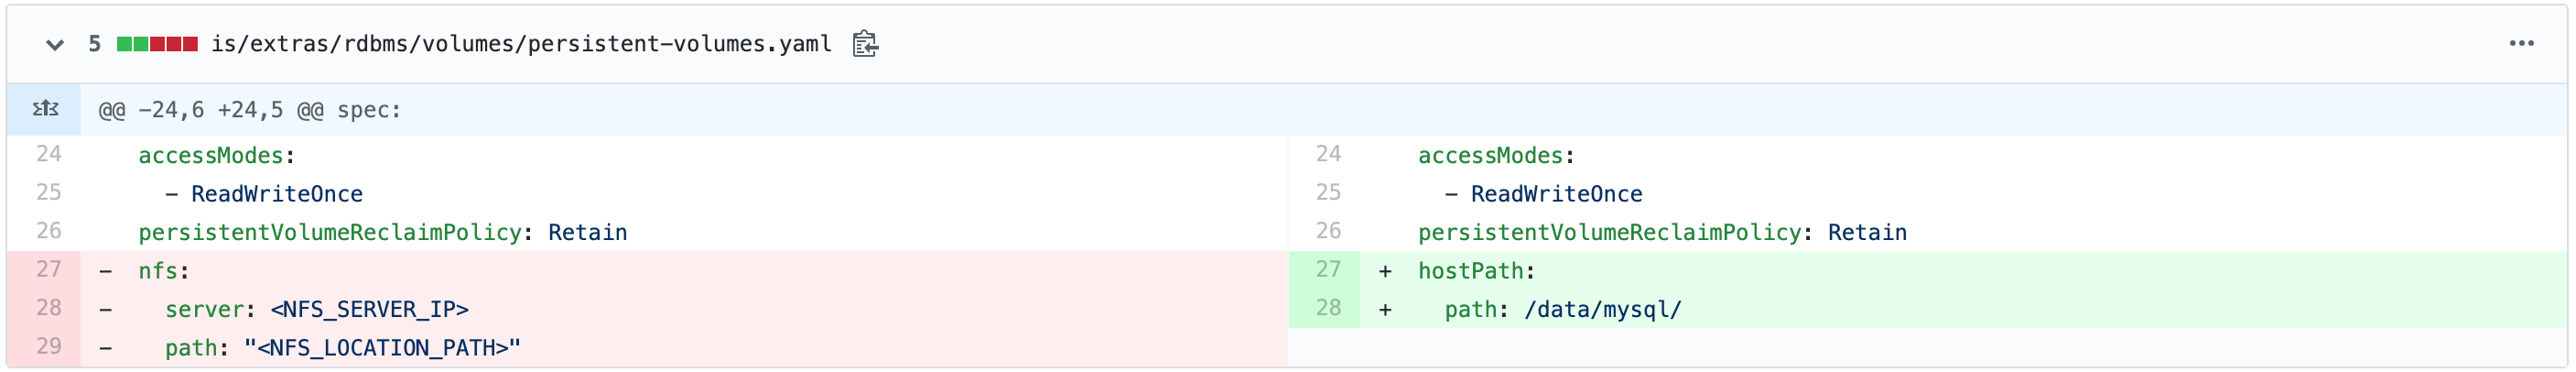 5 is/extras/rdbms/volumes/persistent-volumes.yaml
@@ -24,6 +24,5 @@ spec:
24 accessModes:
25 - ReadWriteOnce
26 persistentVolumeReclaimPolicy: Retain
27 - nfs:
28 - server: <NFS_SERVER_IP>
29 - path: "<NFS_LOCATION_PATH>"
24 accessModes:
25 - ReadWriteOnce
26 persistentVolumeReclaimPolicy: Retain
27 + hostPath:
28 + path: /data/mysql/